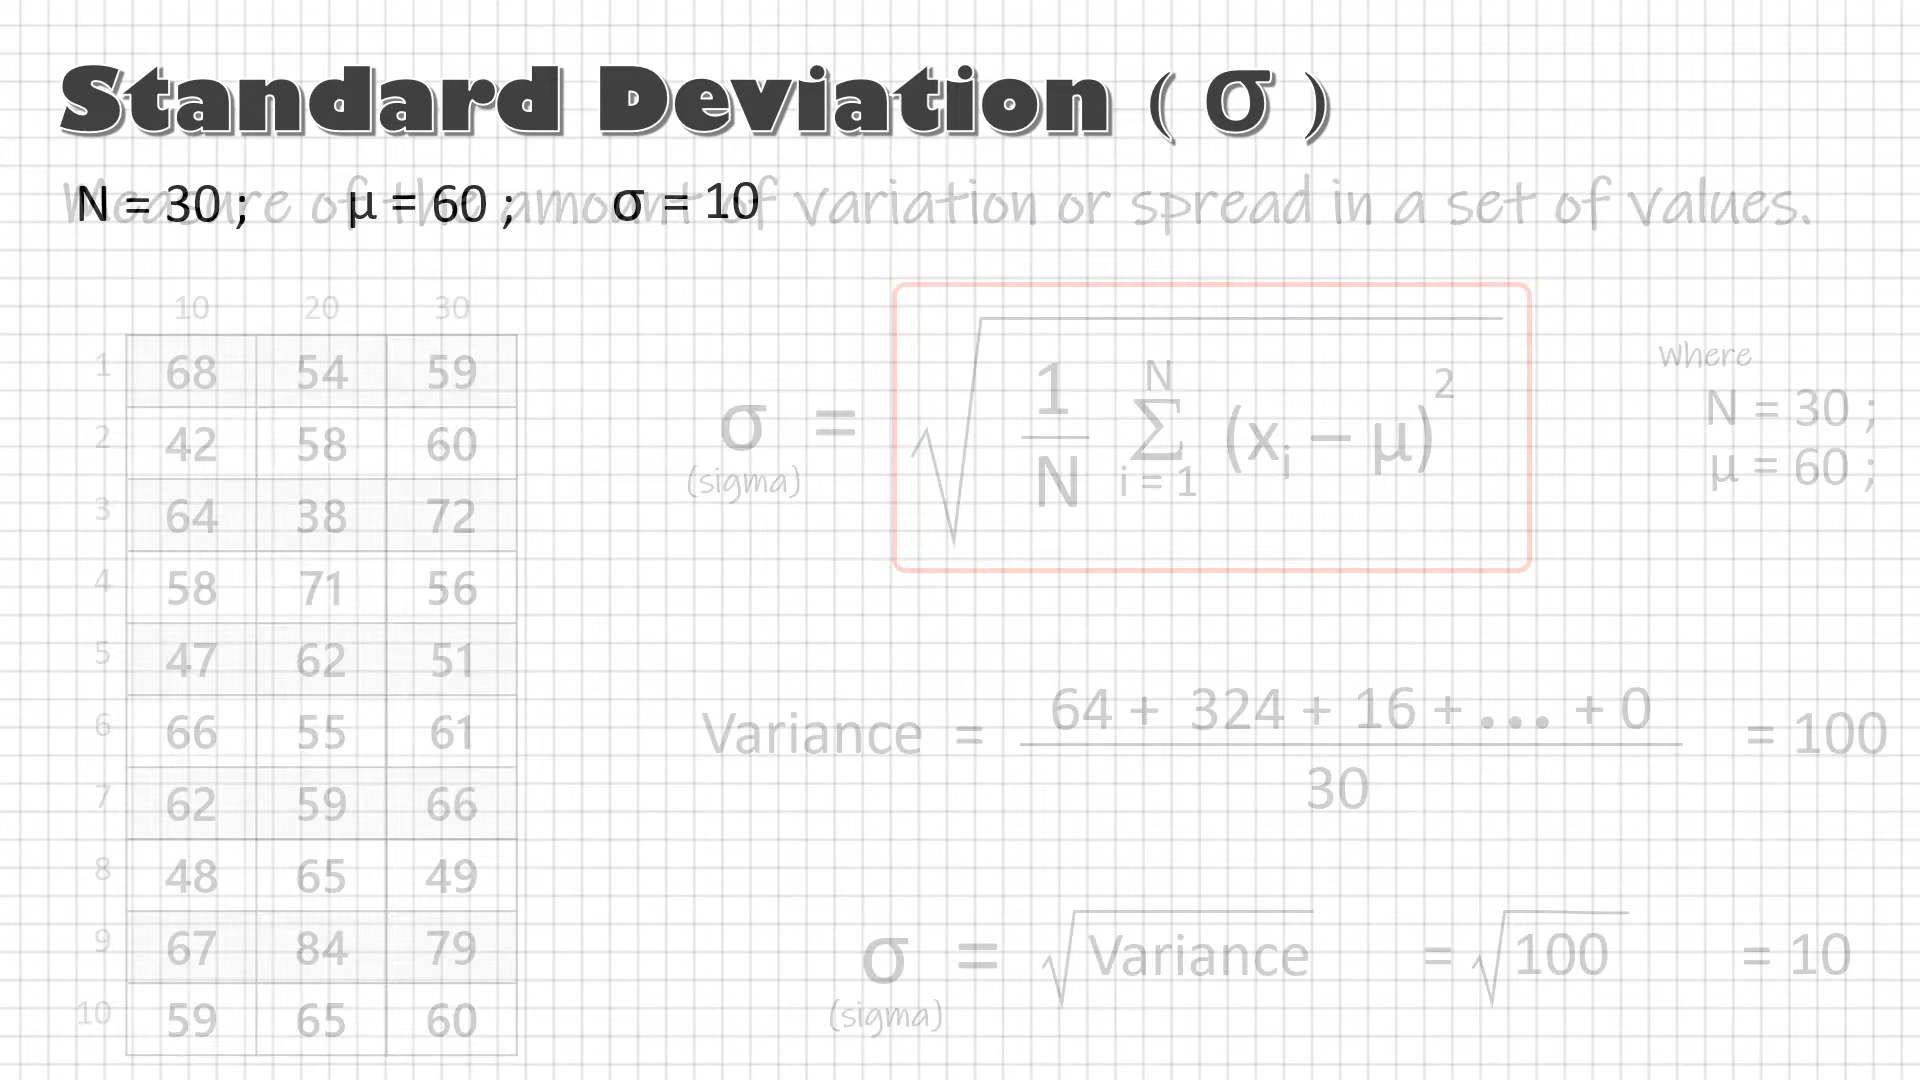 Standard Deviation ( σ )
Measure of the amount of variation or spread in a set of values.
N = 30 ; μ = 60 ; σ = 10
10 20 30
1 68 54 59
2 42 58 60
3 64 38 72
4 58 71 56
5 47 62 51
6 66 55 61
7 62 59 66
8 48 65 49
9 67 84 79
10 59 65 60
σ = √ 1/N N Σ i = 1 (xᵢ − μ)²
(sigma)
Where
N = 30 ;
μ = 60 ;
Variance = 64 + 324 + 16 + ... + 0 = 100
30
σ = √Variance = √100 = 10
(sigma)